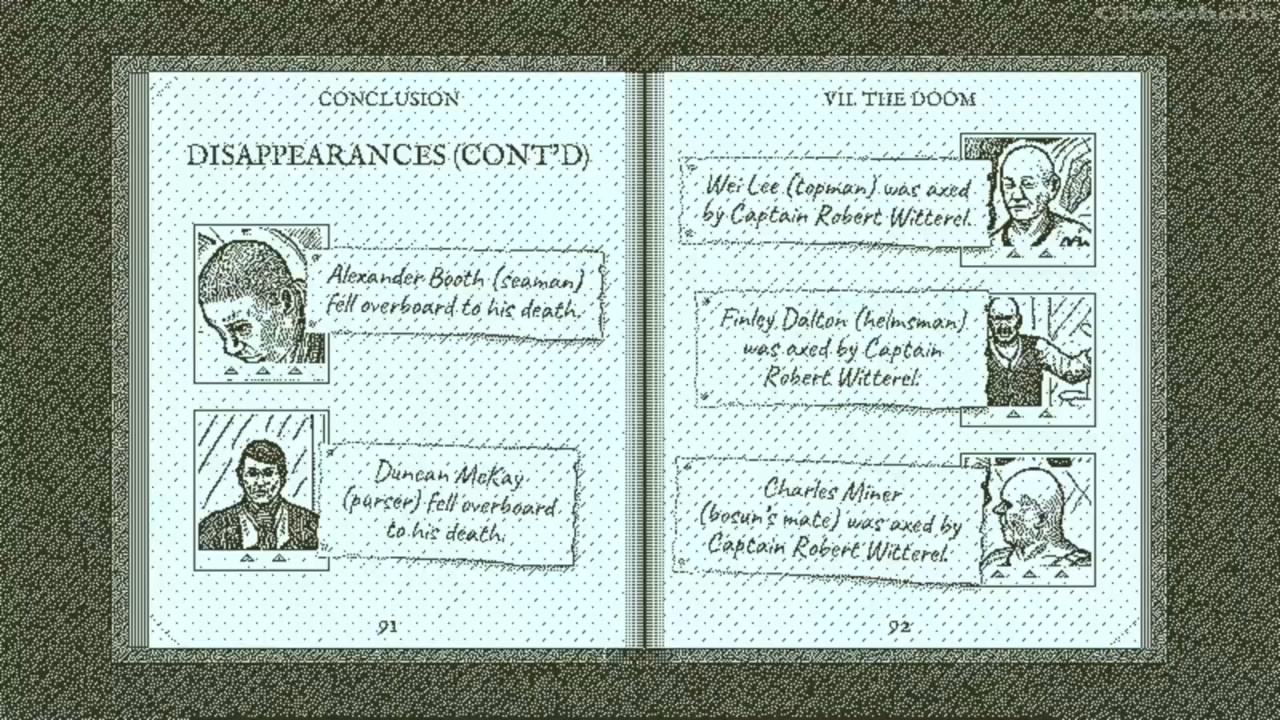 Chocobollz
CONCLUSION
DISAPPEARANCES (CONT'D)
Alexander Booth (seaman)
fell overboard to his death.
Duncan McKay
(purser) fell overboard
to his death.
91
VII. THE DOOM
Wei Lee (topman) was axed
by Captain Robert Witterel.
Finley Dalton (helmsman)
was axed by Captain
Robert Witterel.
Charles Miner
(bosun's mate) was axed by
Captain Robert Witterel.
92